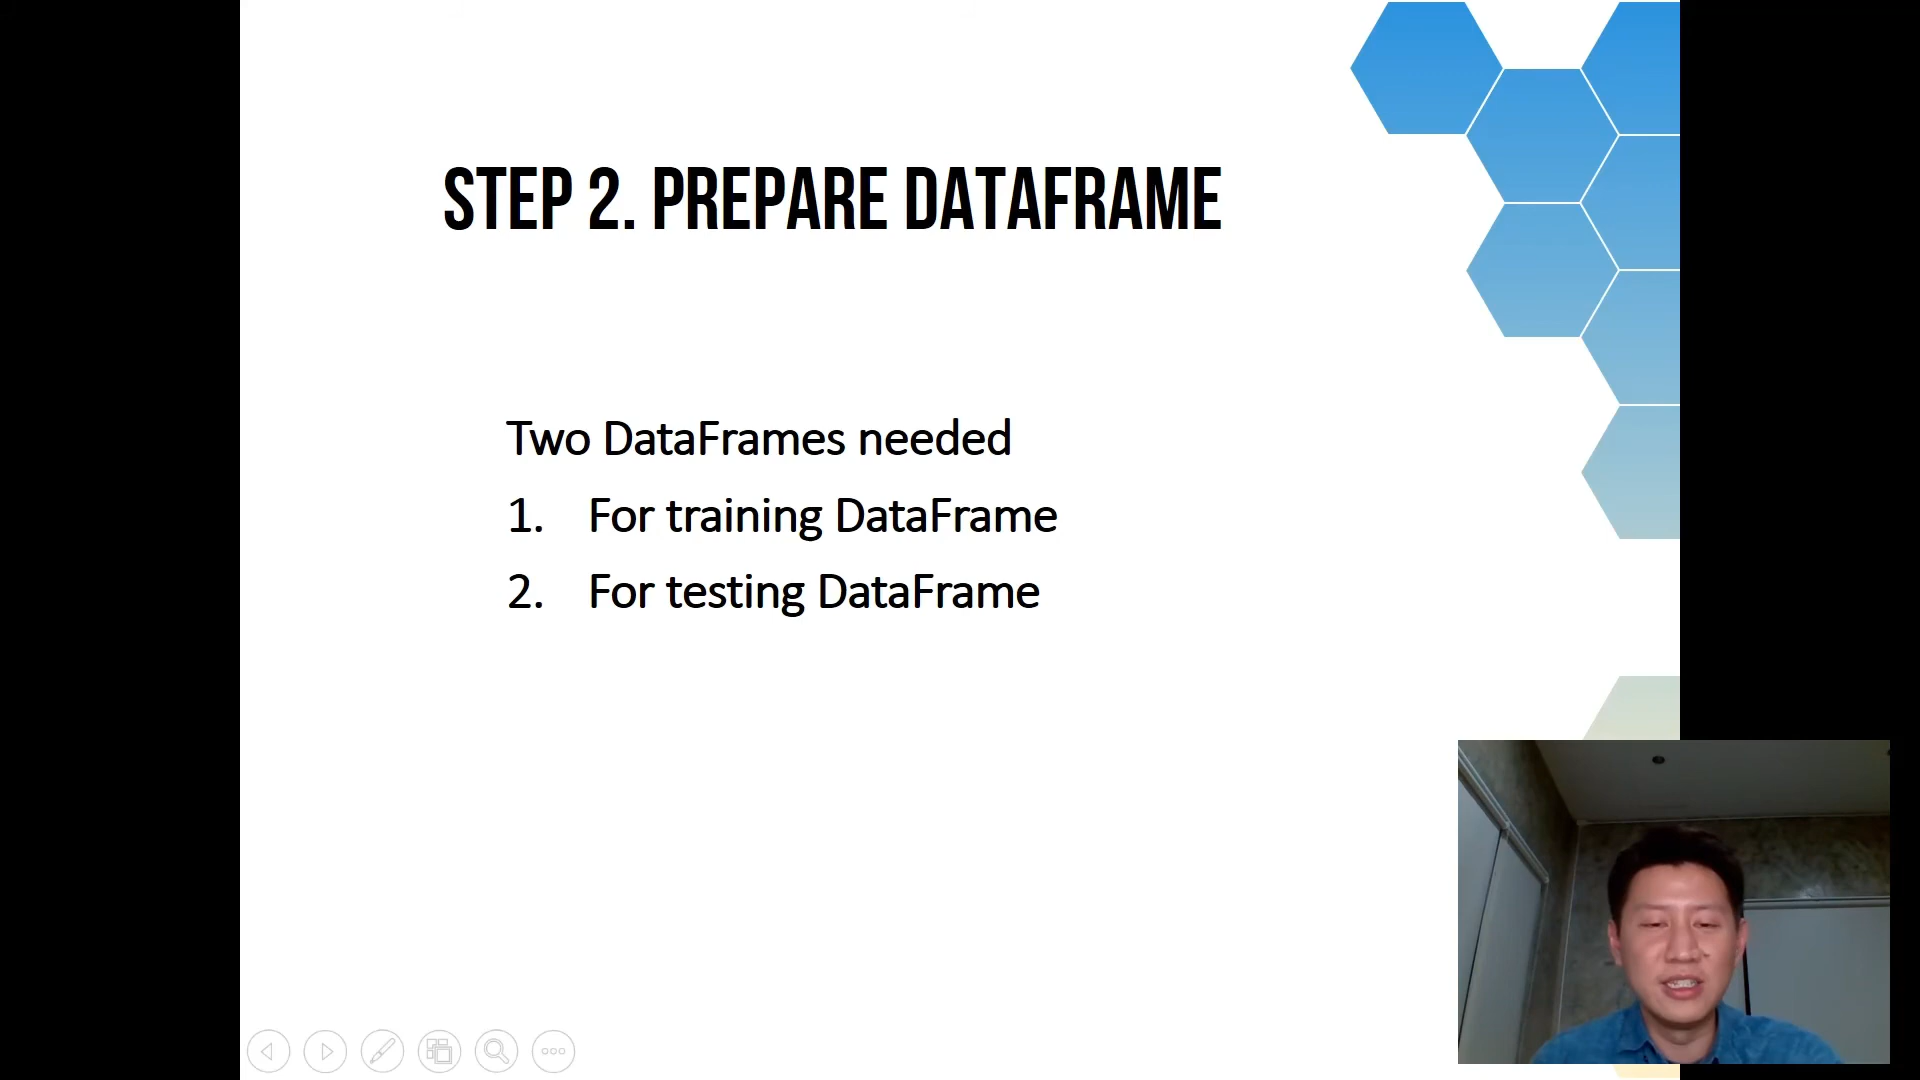 STEP 2. PREPARE DATAFRAME
Two DataFrames needed
1. For training DataFrame
2. For testing DataFrame